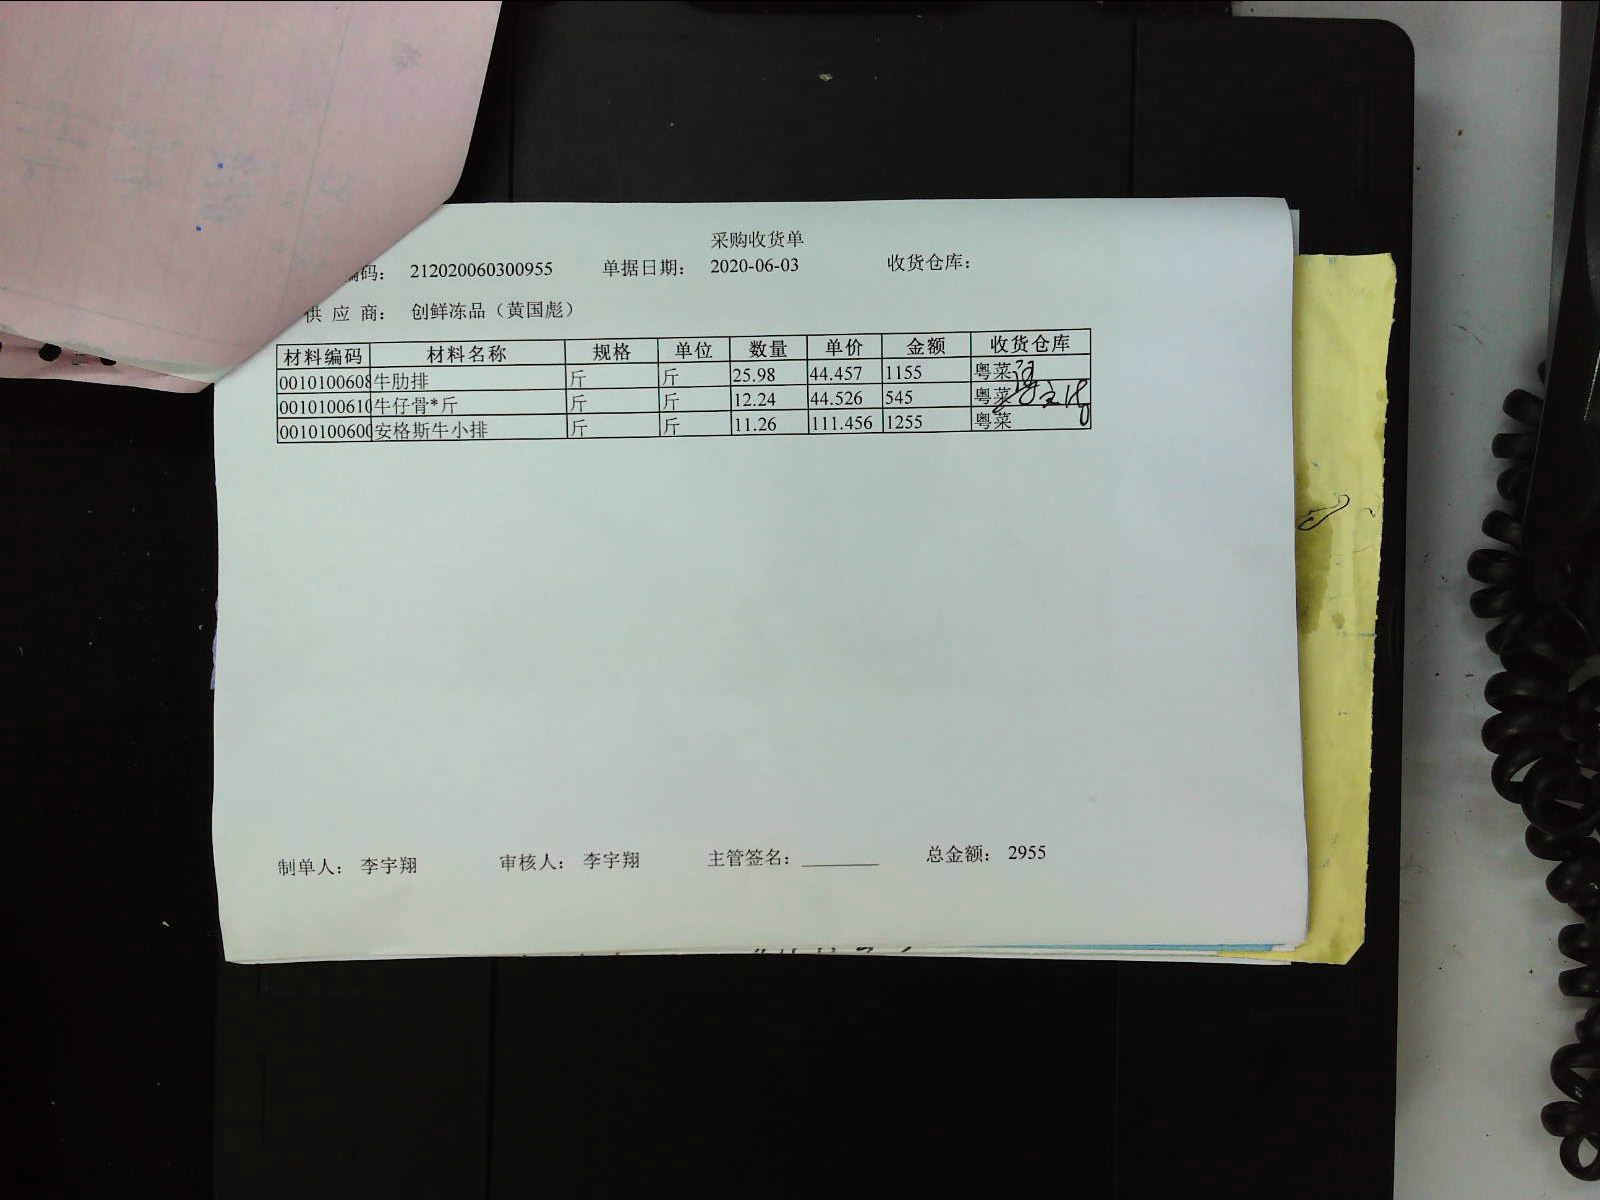 采购收货单
编码： 212020060300955 单据日期： 2020-06-03 收货仓库：
供 应 商： 创鲜冻品（黄国彪）
材料编码 材料名称 规格 单位 数量 单价 金额 收货仓库
0010100608 牛肋排 斤 斤 25.98 44.457 1155 粤菜
0010100610 牛仔骨*斤 斤 斤 12.24 44.526 545 粤菜
0010100600 安格斯牛小排 斤 斤 11.26 111.456 1255 粤菜
制单人： 李宇翔 审核人： 李宇翔 主管签名：________ 总金额： 2955